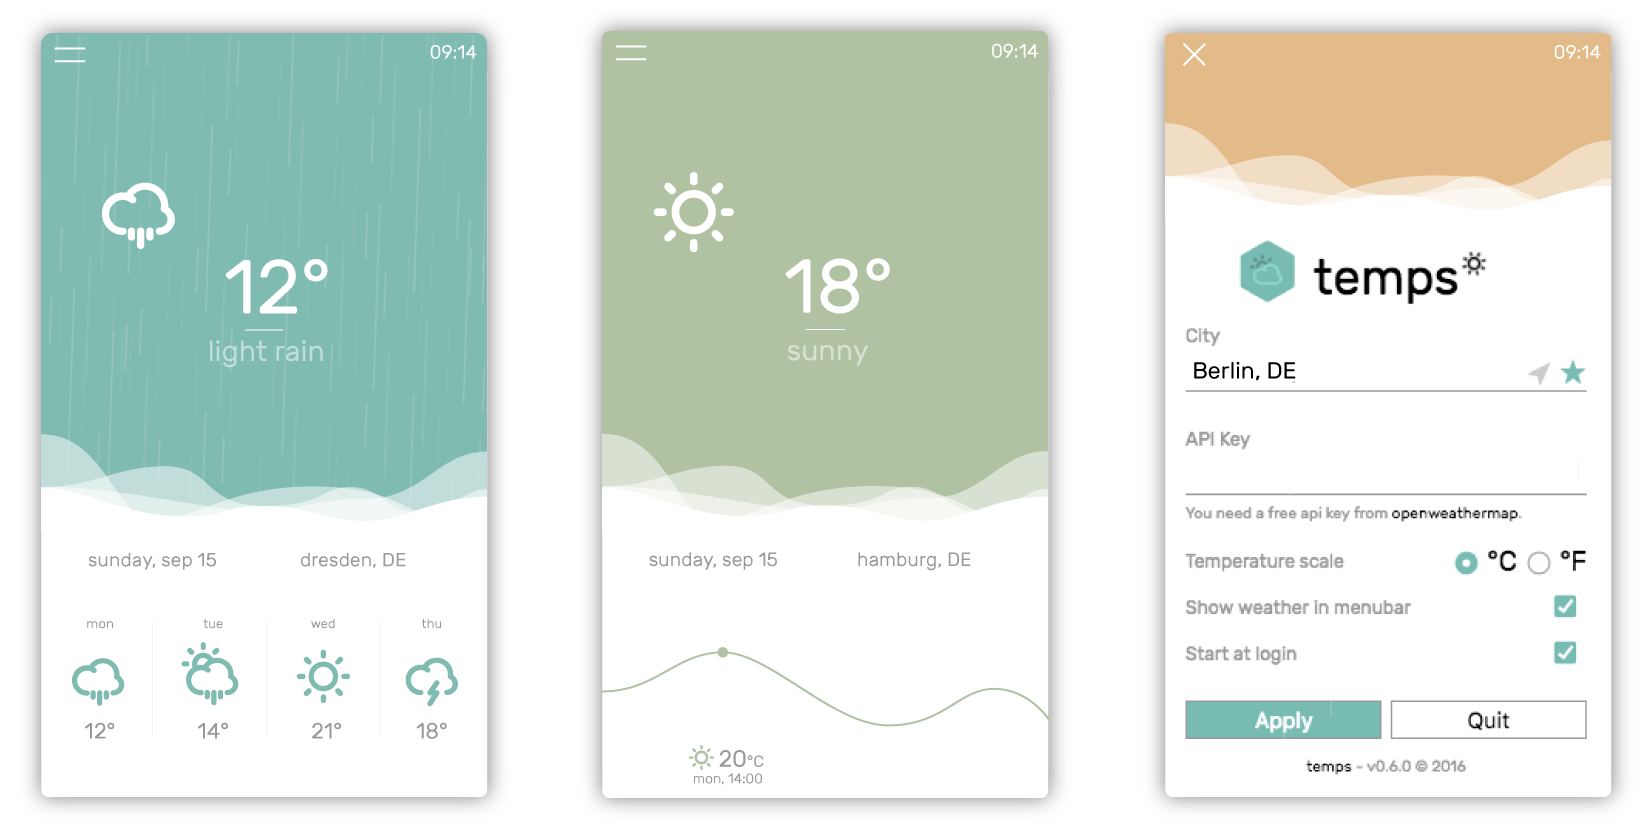 09:14
12°
light rain
sunday, sep 15 dresden, DE
mon tue wed thu
12° 14° 21° 18°
09:14
18°
sunny
sunday, sep 15 hamburg, DE
20°C
mon, 14:00
09:14
temps
City
Berlin, DE
API Key
You need a free api key from openweathermap.
Temperature scale °C °F
Show weather in menubar
Start at login
Apply Quit
temps - v0.6.0 © 2016